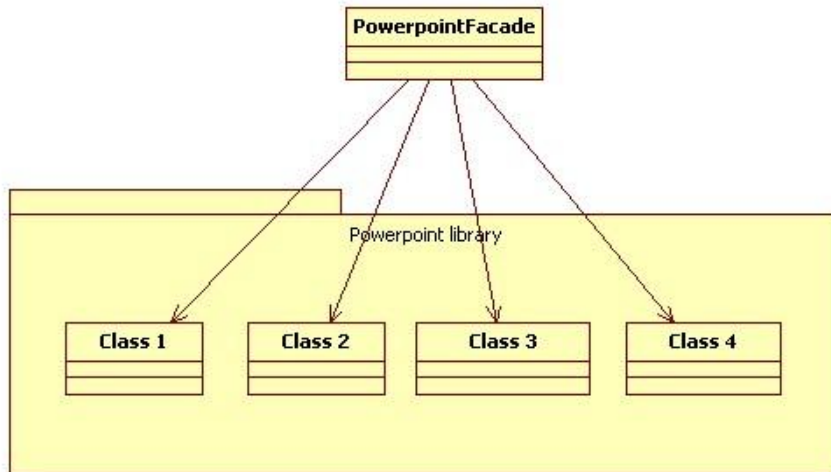 PowerpointFacade
Powerpoint library
Class 1
Class 2
Class 3
Class 4